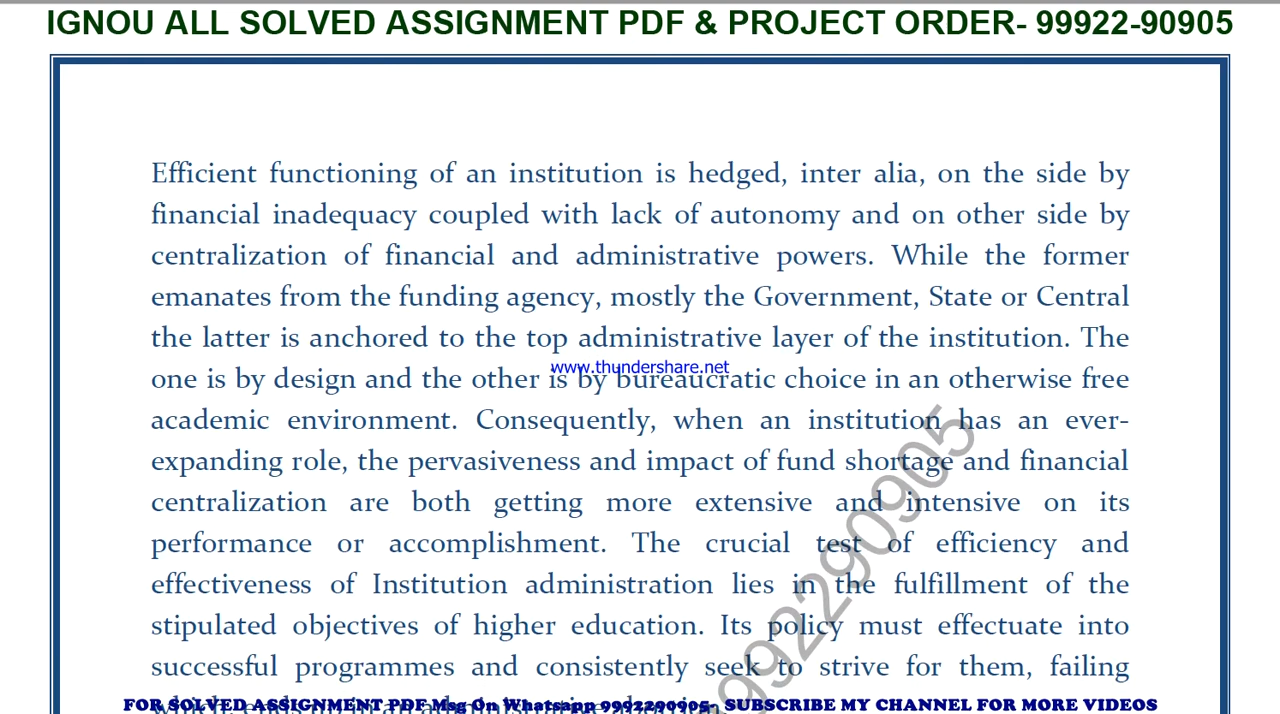 IGNOU ALL SOLVED ASSIGNMENT PDF & PROJECT ORDER- 99922-90905
Efficient functioning of an institution is hedged, inter alia, on the side by
financial inadequacy coupled with lack of autonomy and on other side by
centralization of financial and administrative powers. While the former
emanates from the funding agency, mostly the Government, State or Central
the latter is anchored to the top administrative layer of the institution. The
www.thundershare.net
one is by design and the other is by bureaucratic choice in an otherwise free
academic environment. Consequently, when an institution has an ever-
expanding role, the pervasiveness and impact of fund shortage and financial
centralization are both getting more extensive and intensive on its
performance or accomplishment. The crucial test of efficiency and
effectiveness of Institution administration lies in the fulfillment of the
stipulated objectives of higher education. Its policy must effectuate into
successful programmes and consistently seek to strive for them, failing
9992290905
FOR SOLVED ASSIGNMENT PDF Msg On Whatsapp 9992290905- SUBSCRIBE MY CHANNEL FOR MORE VIDEOS